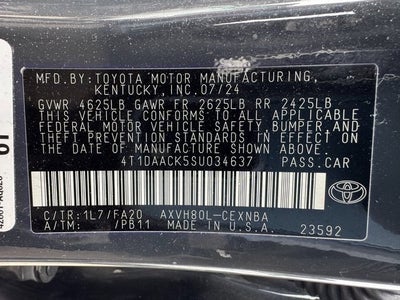 MFD.BY:TOYOTA MOTOR MANUFACTURING,
KENTUCKY,INC.07/24
GVWR 4625LB GAWR FR 2625LB RR 2425LB
THIS VEHICLE CONFORMS TO ALL APPLICABLE
FEDERAL MOTOR VEHICLE SAFETY,
BUMPER, AND THEFT PREVENTION STANDARDS
IN EFFECT ON THE DATE OF
MANUFACTURE SHOWN ABOVE.
4T1DAACK5SU034637 PASS.CAR
C/TR:1L7/FA20 AXVH80L-CEXNBA
A/TM: /PB11 MADE IN U.S.A. 23592
TOYOTA